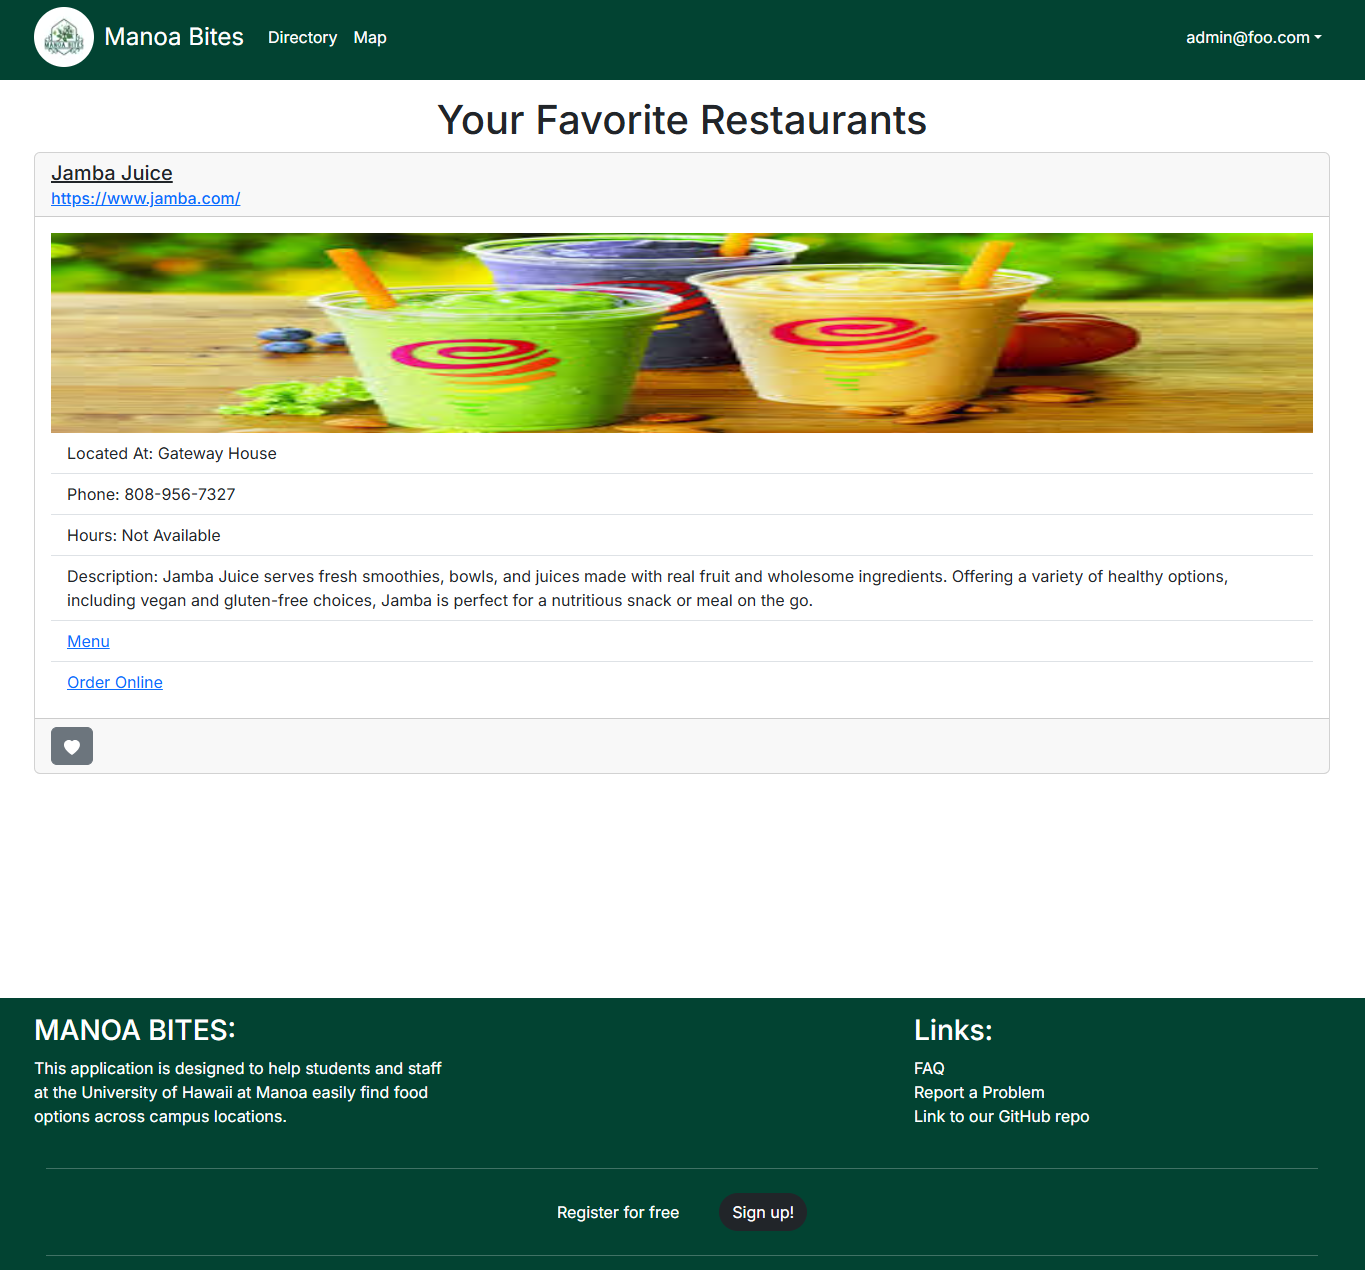 MANOA BITES
Manoa Bites
Directory
Map
admin@foo.com
Your Favorite Restaurants
Jamba Juice
https://www.jamba.com/
Located At: Gateway House
Phone: 808-956-7327
Hours: Not Available
Description: Jamba Juice serves fresh smoothies, bowls, and juices made with real fruit and wholesome ingredients. Offering a variety of healthy options,
including vegan and gluten-free choices, Jamba is perfect for a nutritious snack or meal on the go.
Menu
Order Online
MANOA BITES:
This application is designed to help students and staff
at the University of Hawaii at Manoa easily find food
options across campus locations.
Links:
FAQ
Report a Problem
Link to our GitHub repo
Register for free
Sign up!